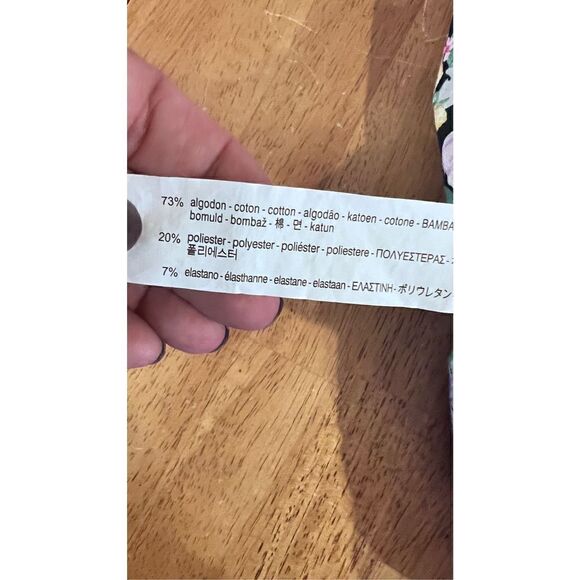 73% algodon - coton - cotton - algodão - katoen - cotone - BAMBA
bomuld - bombaž - 棉 - 면 - katun
20% poliester - polyester - poliéster - poliestere - ΠΟΛΥΕΣΤΕΡΑΣ -
폴리에스터
7% elastano - élasthanne - elastane - elastaan - ΕΛΑΣΤΙΝΗ - ポリウレタン